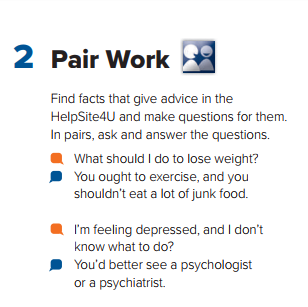 2 Pair Work
Find facts that give advice in the
HelpSite4U and make questions for them.
In pairs, ask and answer the questions.
What should I do to lose weight?
You ought to exercise, and you
shouldn't eat a lot of junk food.
I'm feeling depressed, and I don't
know what to do?
You'd better see a psychologist
or a psychiatrist.